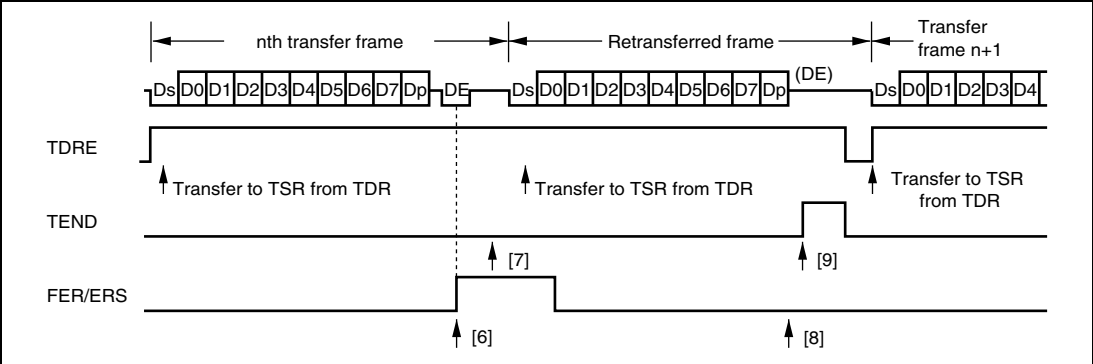 nth transfer frame
Retransferred frame
Transfer
frame n+1
Ds D0 D1 D2 D3 D4 D5 D6 D7 Dp DE Ds D0 D1 D2 D3 D4 D5 D6 D7 Dp (DE) Ds D0 D1 D2 D3 D4
TDRE
Transfer to TSR from TDR
Transfer to TSR from TDR
Transfer to TSR
from TDR
TEND
[7]
[9]
FER/ERS
[6]
[8]